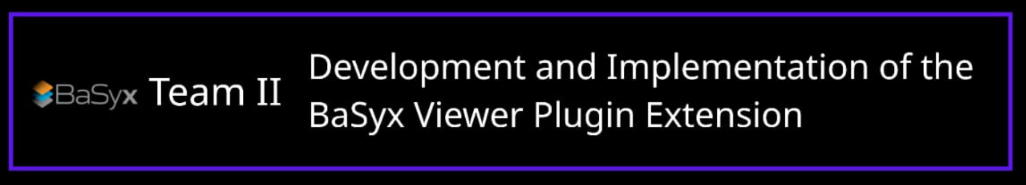 BaSyx Team II
Development and Implementation of the
BaSyx Viewer Plugin Extension